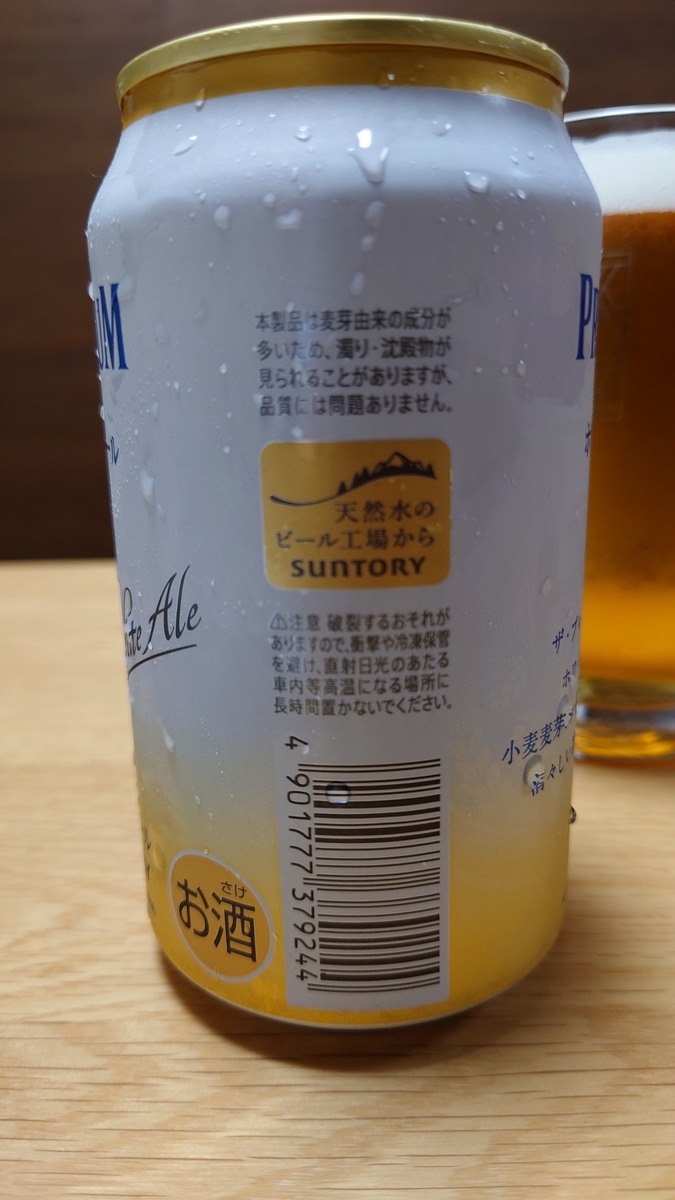 本製品は麦芽由来の成分が
多いため、濁り・沈殿物が
見られることがありますが、
品質には問題ありません。
天然水の
ビール工場から
SUNTORY
⚠注意 破裂するおそれが
ありますので、衝撃や冷凍保管
を避け、直射日光のあたる
車内等高温になる場所に
長時間置かないでください。
4 901777 379244
さけ
お酒
Ale
ザ・プ
小麦麦芽